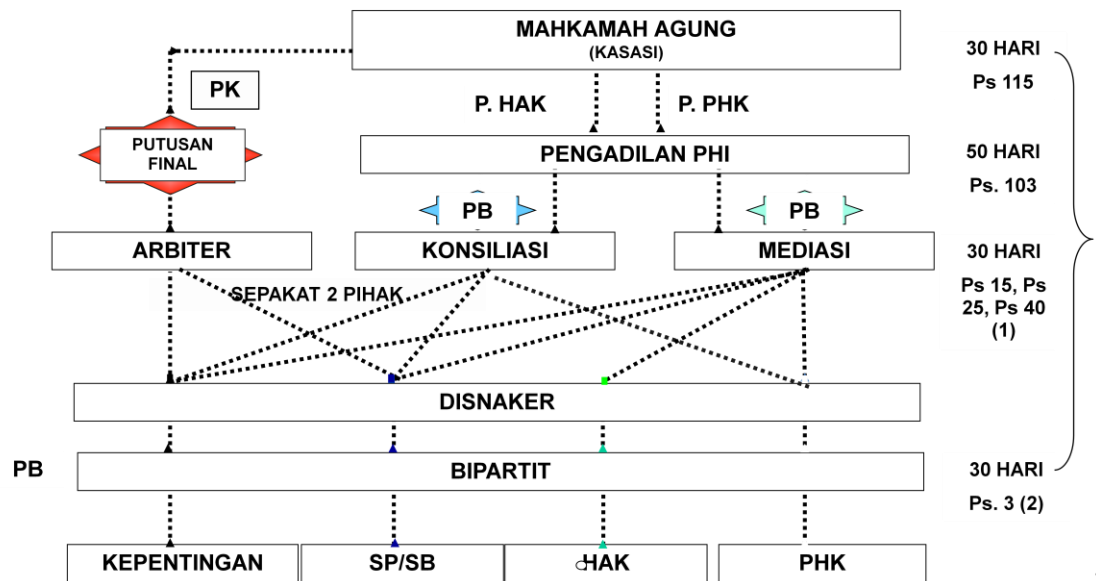 MAHKAMAH AGUNG
(KASASI)
30 HARI
Ps 115
PK
P. HAK
P. PHK
PUTUSAN
FINAL
PENGADILAN PHI
50 HARI
Ps. 103
PB
PB
ARBITER
KONSILIASI
MEDIASI
30 HARI
Ps 15, Ps
25, Ps 40
(1)
SEPAKAT 2 PIHAK
DISNAKER
PB
BIPARTIT
30 HARI
Ps. 3 (2)
KEPENTINGAN
SP/SB
HAK
PHK